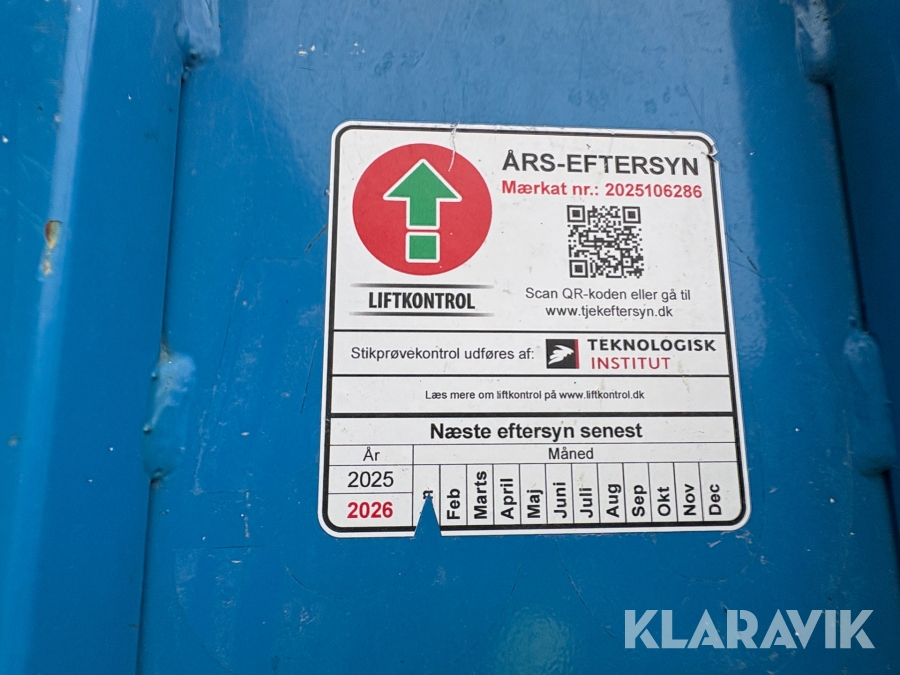 ÅRS-EFTERSYN
Mærkat nr.: 2025106286
LIFTKONTROL
Scan QR-koden eller gå til
www.tjekeftersyn.dk
Stikprøvekontrol udføres af:
TEKNOLOGISK
INSTITUT
Læs mere om liftkontrol på www.liftkontrol.dk
Næste eftersyn senest
År Måned
2025
2026
Feb Marts April Maj Juni Juli Aug Sep Okt Nov Dec
KLARAVIK